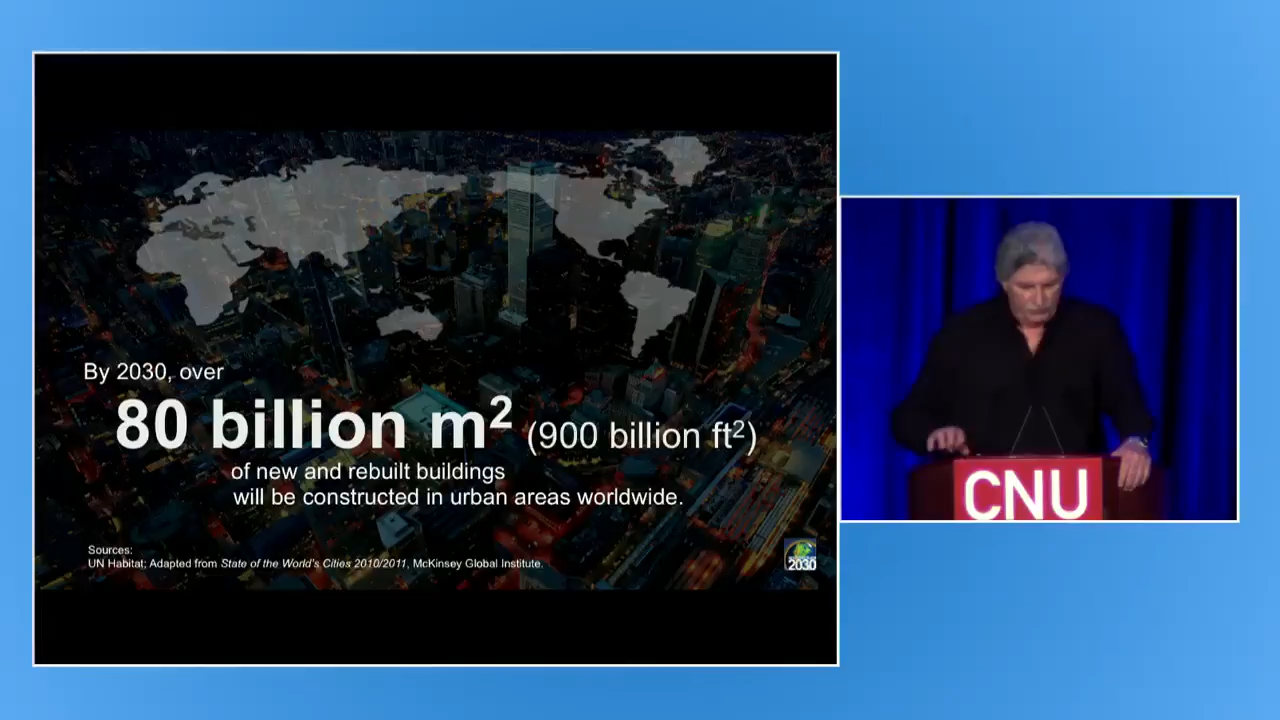 By 2030, over
80 billion m² (900 billion ft²)
of new and rebuilt buildings
will be constructed in urban areas worldwide.
Sources:
UN Habitat; Adapted from State of the World's Cities 2010/2011, McKinsey Global Institute.
2030
CNU